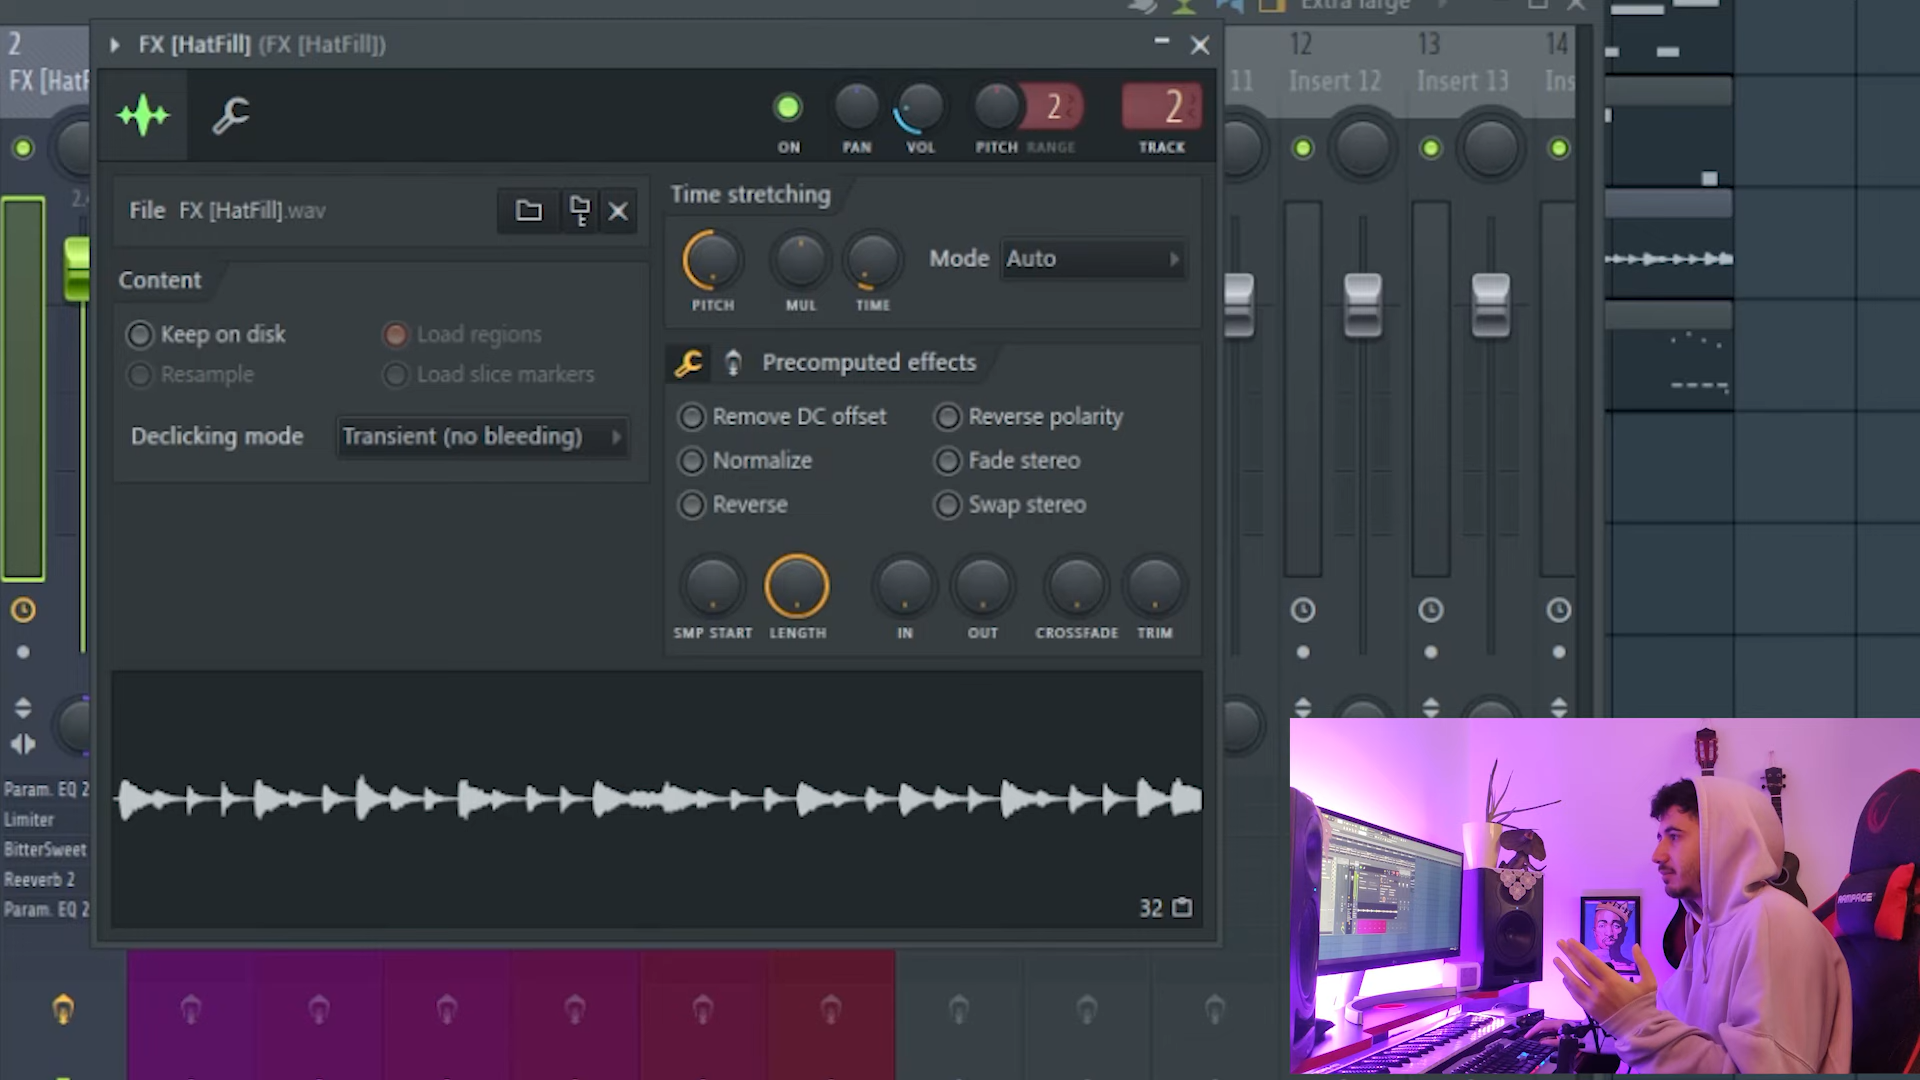 Extra large
2
FX [HatFill] (FX [HatFill])
12
13
14
FX [HatF
11
Insert 12
Insert 13
Ins
2
2
ON
PAN
VOL
PITCH RANGE
TRACK
File FX [HatFill].wav
Time stretching
Mode Auto
PITCH
MUL
TIME
Content
Keep on disk
Load regions
Resample
Load slice markers
Declicking mode Transient (no bleeding)
Precomputed effects
Remove DC offset
Reverse polarity
Normalize
Fade stereo
Reverse
Swap stereo
SMP START
LENGTH
IN
OUT
CROSSFADE
TRIM
32
Param. EQ 2
Limiter
BitterSweet
Reeverb 2
Param. EQ 2
RAMPAGE